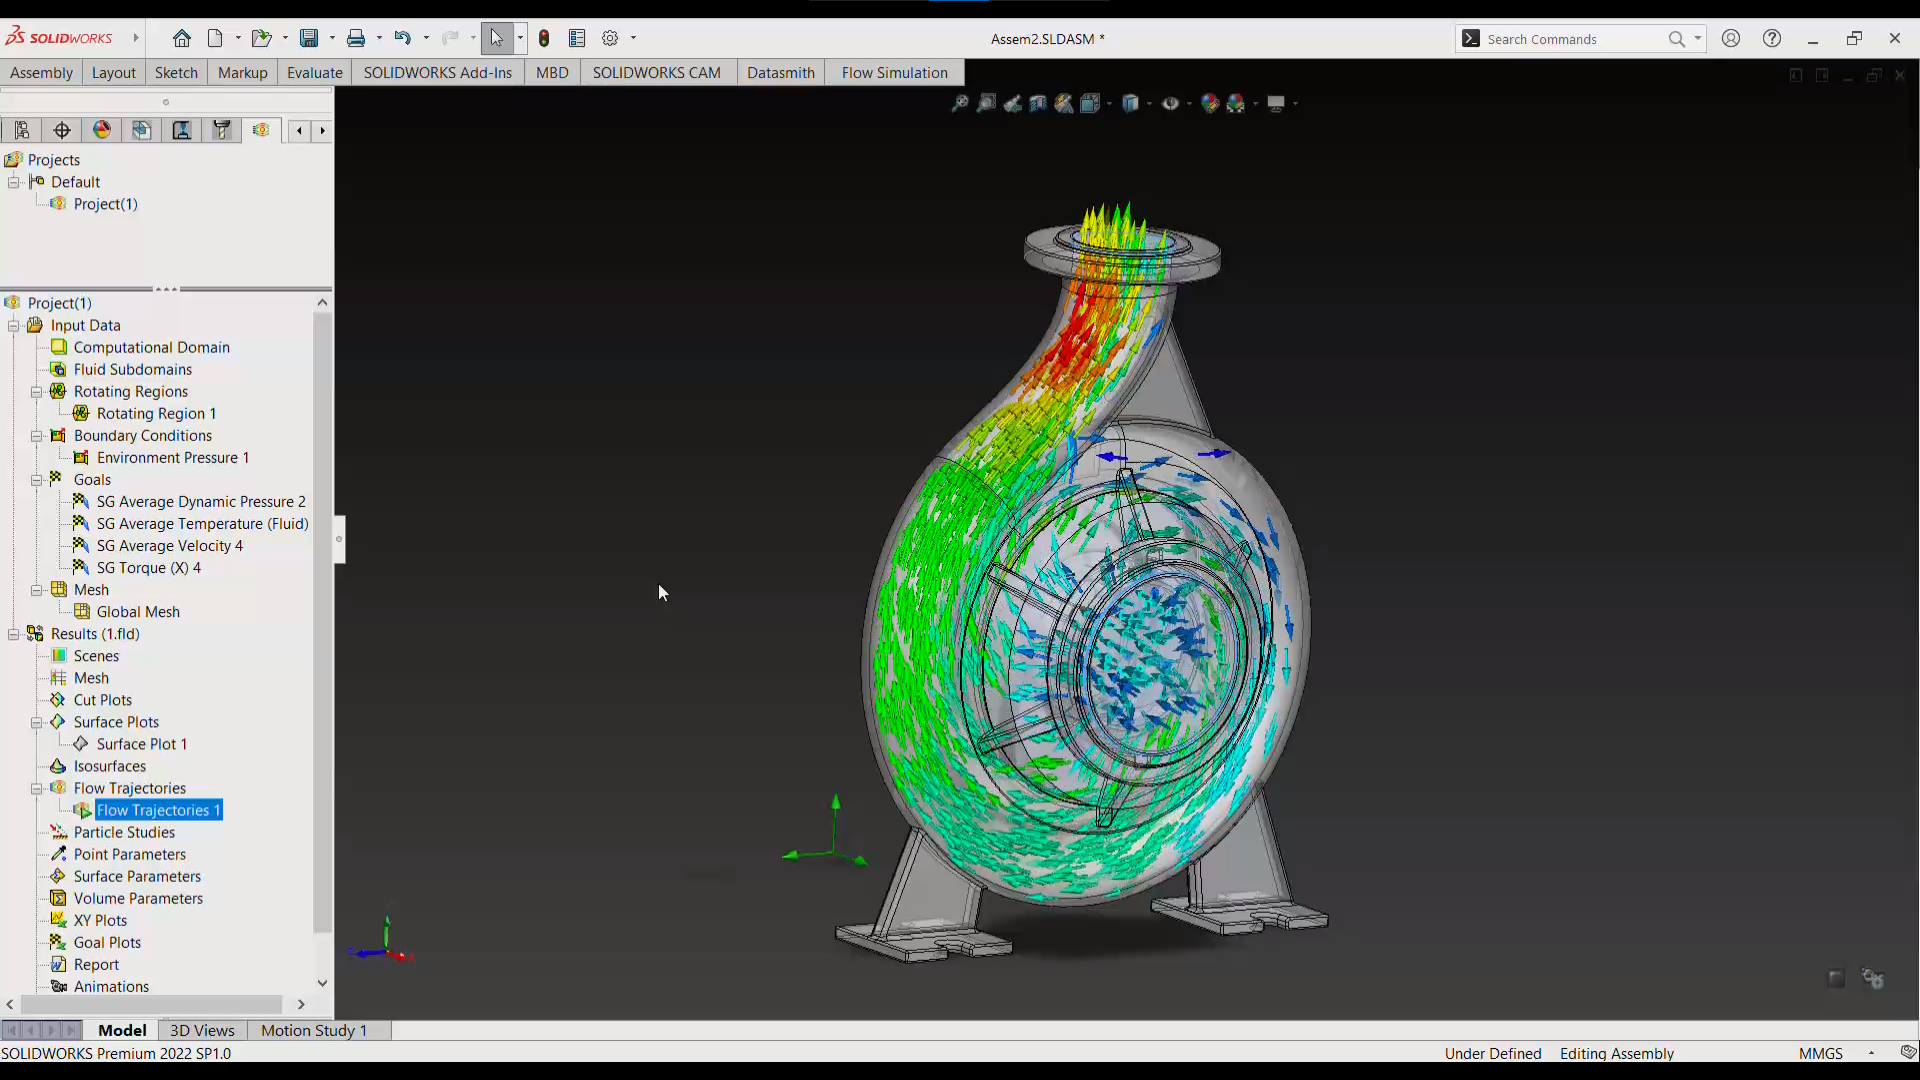 SOLIDWORKS
Assem2.SLDASM *
Search Commands
Assembly
Layout
Sketch
Markup
Evaluate
SOLIDWORKS Add-Ins
MBD
SOLIDWORKS CAM
Datasmith
Flow Simulation
Projects
Default
Project(1)
Project(1)
Input Data
Computational Domain
Fluid Subdomains
Rotating Regions
Rotating Region 1
Boundary Conditions
Environment Pressure 1
Goals
SG Average Dynamic Pressure 2
SG Average Temperature (Fluid)
SG Average Velocity 4
SG Torque (X) 4
Mesh
Global Mesh
Results (1.fld)
Scenes
Mesh
Cut Plots
Surface Plots
Surface Plot 1
Isosurfaces
Flow Trajectories
Flow Trajectories 1
Particle Studies
Point Parameters
Surface Parameters
Volume Parameters
XY Plots
Goal Plots
Report
Animations
Model
3D Views
Motion Study 1
SOLIDWORKS Premium 2022 SP1.0
Under Defined
Editing Assembly
MMGS